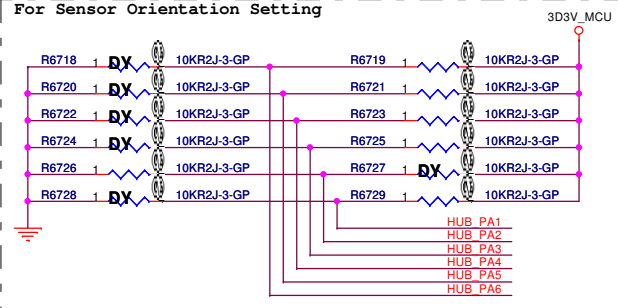 For Sensor Orientation Setting
3D3V_MCU
R6718 1 DY 10KR2J-3-GP R6719 1 10KR2J-3-GP
R6720 1 DY 10KR2J-3-GP R6721 1 10KR2J-3-GP
R6722 1 DY 10KR2J-3-GP R6723 1 10KR2J-3-GP
R6724 1 DY 10KR2J-3-GP R6725 1 10KR2J-3-GP
R6726 1 10KR2J-3-GP R6727 1 DY 10KR2J-3-GP
R6728 1 DY 10KR2J-3-GP R6729 1 10KR2J-3-GP
HUB_PA1
HUB_PA2
HUB_PA3
HUB_PA4
HUB_PA5
HUB_PA6